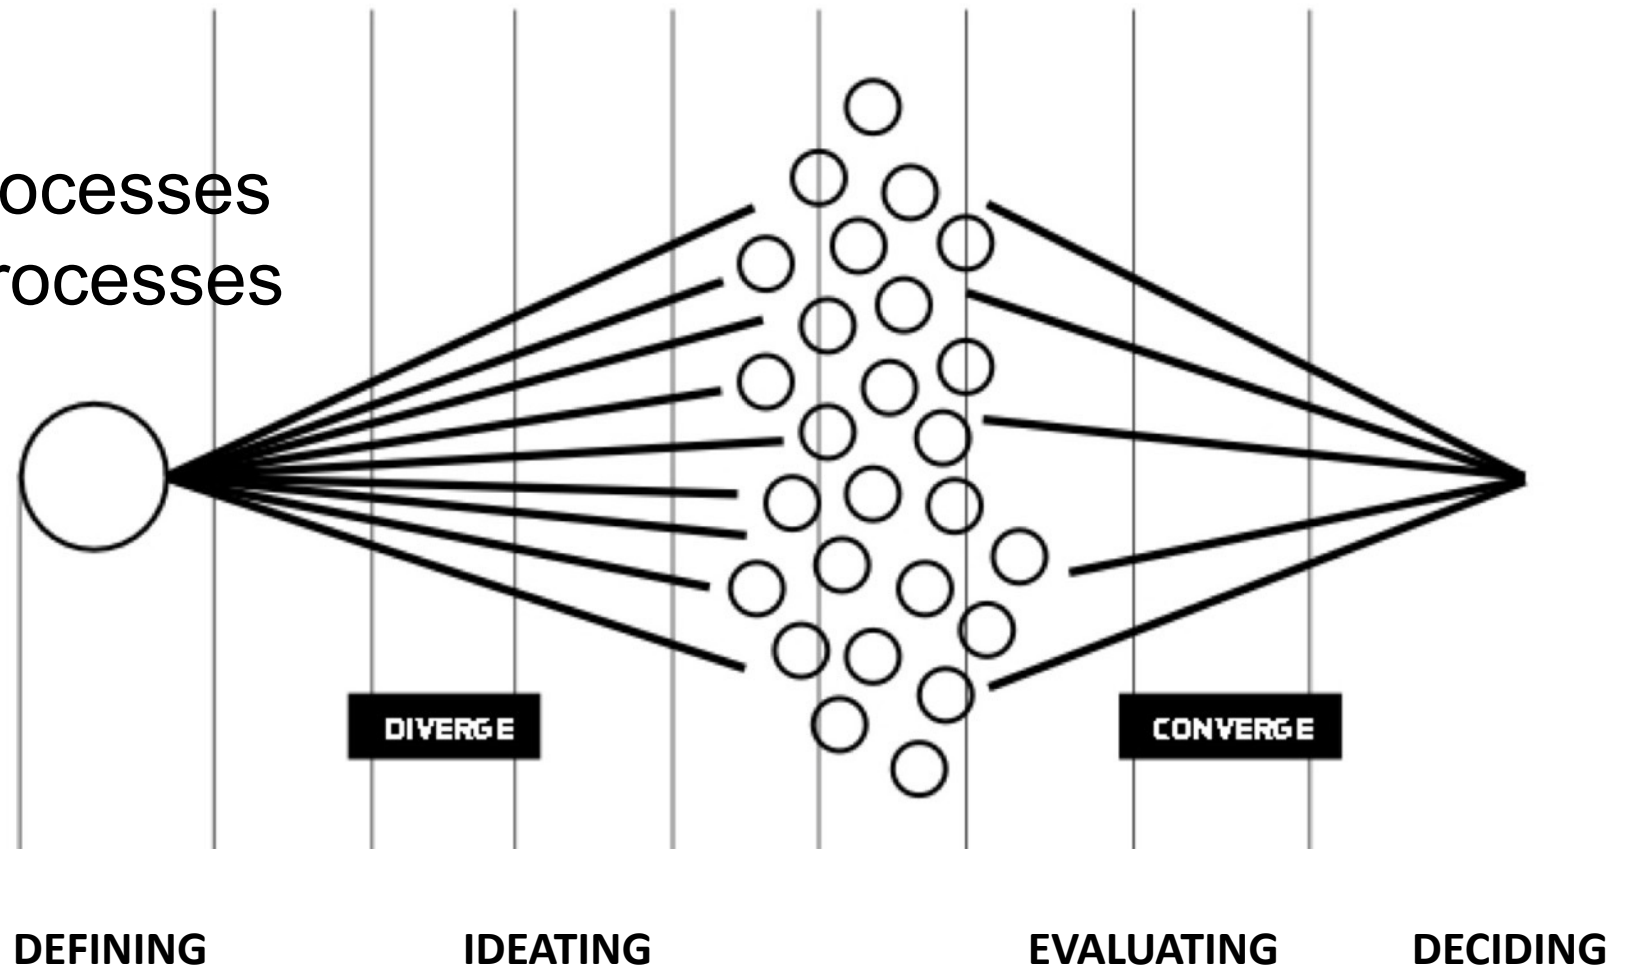 ocesses
rocesses
DIVERGE
CONVERGE
DEFINING
IDEATING
EVALUATING
DECIDING